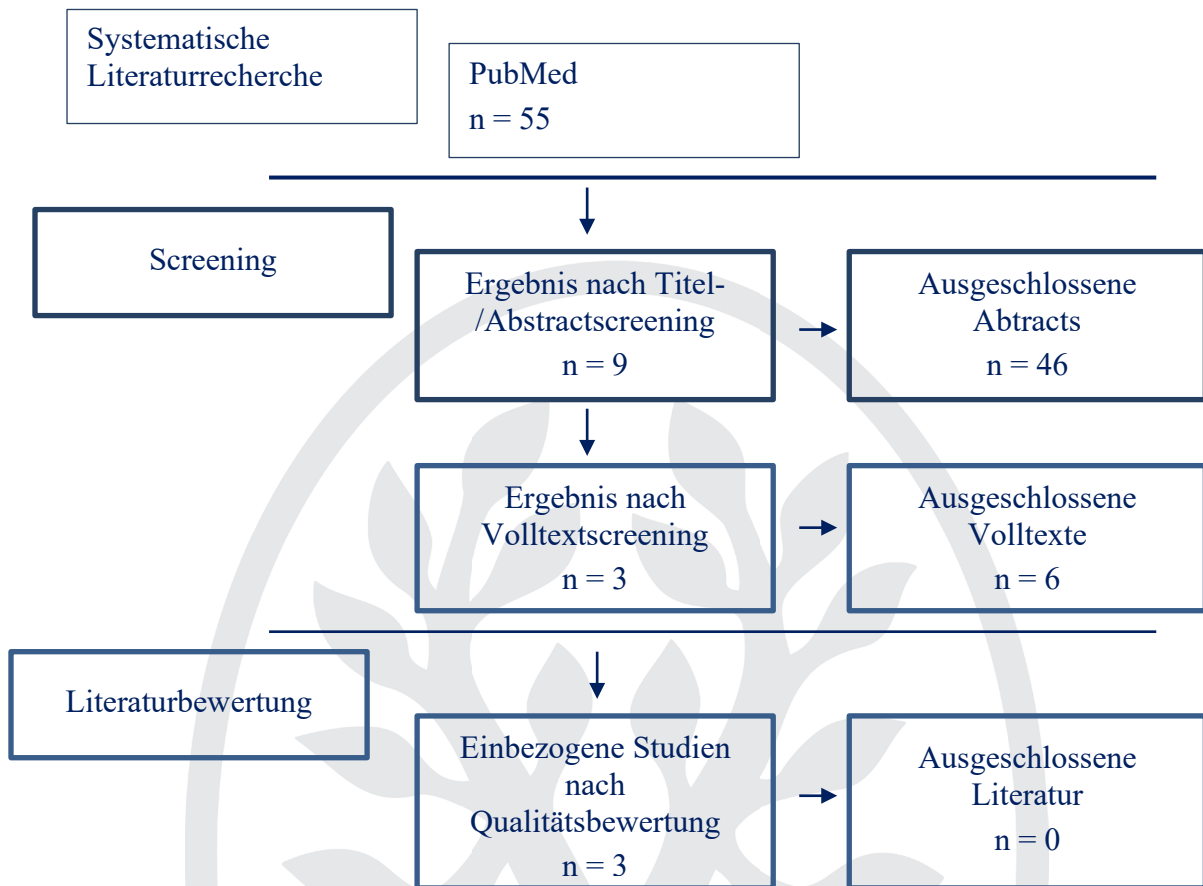 Systematische
Literaturrecherche
PubMed
n = 55
Screening
Ergebnis nach Titel-
/Abstractscreening
n = 9
Ausgeschlossene
Abtracts
n = 46
Ergebnis nach
Volltextscreening
n = 3
Ausgeschlossene
Volltexte
n = 6
Literaturbewertung
Einbezogene Studien
nach
Qualitätsbewertung
n = 3
Ausgeschlossene
Literatur
n = 0